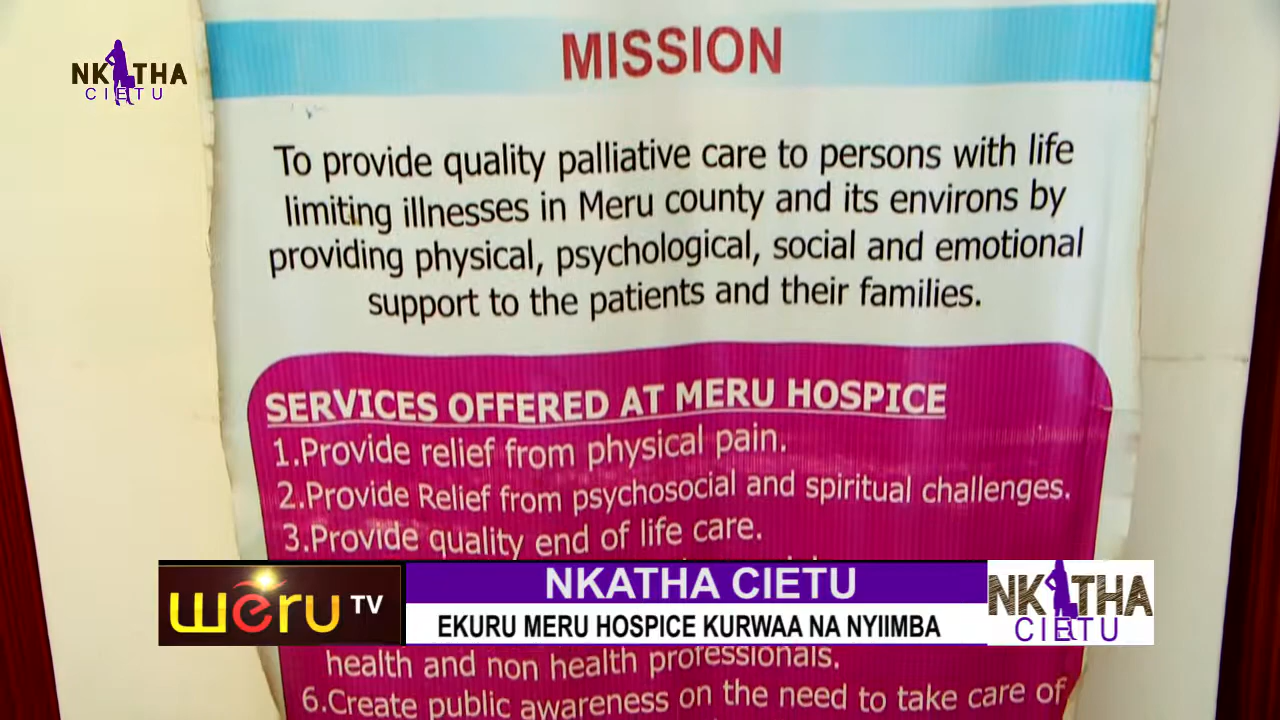 NKATHA
CIETU
MISSION
To provide quality palliative care to persons with life
limiting illnesses in Meru county and its environs by
providing physical, psychological, social and emotional
support to the patients and their families.
SERVICES OFFERED AT MERU HOSPICE
1.Provide relief from physical pain.
2.Provide Relief from psychosocial and spiritual challenges.
3.Provide quality end of life care.
weru TV
NKATHA CIETU
EKURU MERU HOSPICE KURWAA NA NYIIMBA
NKATHA
CIETU
health and non health professionals.
6.Create public awareness on the need to take care of